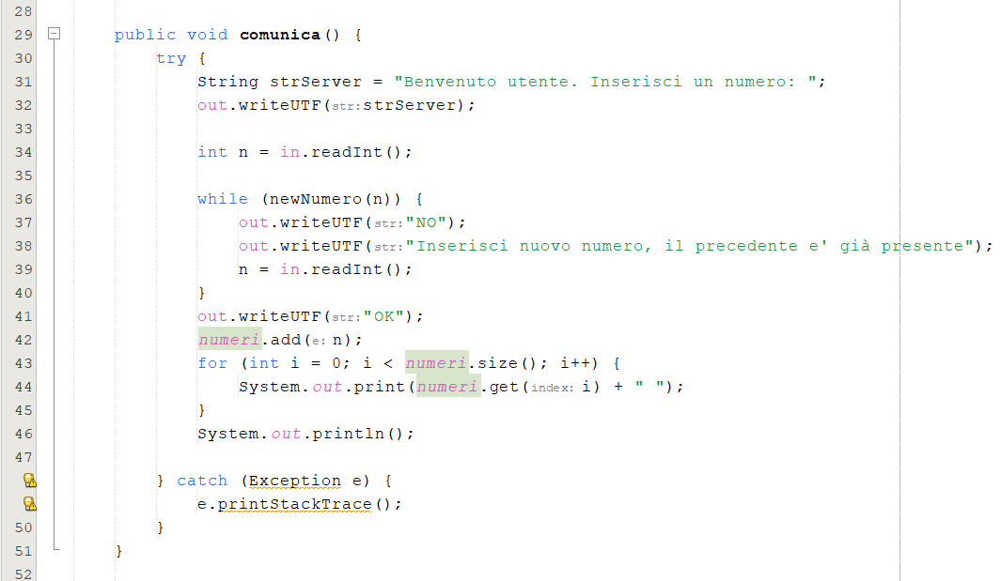 28
29 public void comunica() {
30 try {
31 String strServer = "Benvenuto utente. Inserisci un numero: ";
32 out.writeUTF(str:strServer);
33
34 int n = in.readInt();
35
36 while (newNumero(n)) {
37 out.writeUTF(str:"NO");
38 out.writeUTF(str:"Inserisci nuovo numero, il precedente e' già presente");
39 n = in.readInt();
40 }
41 out.writeUTF(str:"OK");
42 numeri.add(e: n);
43 for (int i = 0; i < numeri.size(); i++) {
44 System.out.print(numeri.get(index: i) + " ");
45 }
46 System.out.println();
47
} catch (Exception e) {
e.printStackTrace();
50 }
51 }
52